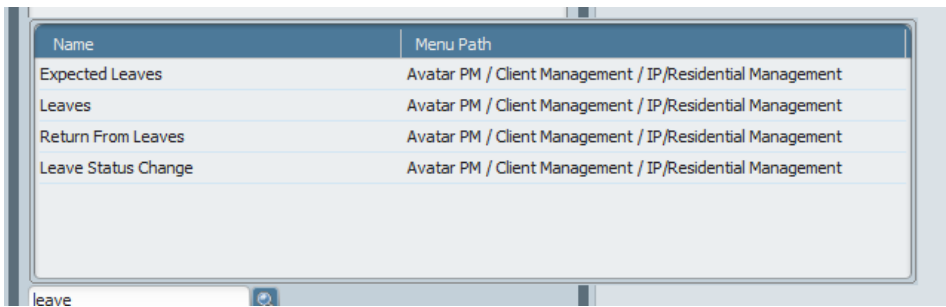 Name Menu Path
Expected Leaves Avatar PM / Client Management / IP/Residential Management
Leaves Avatar PM / Client Management / IP/Residential Management
Return From Leaves Avatar PM / Client Management / IP/Residential Management
Leave Status Change Avatar PM / Client Management / IP/Residential Management
leave